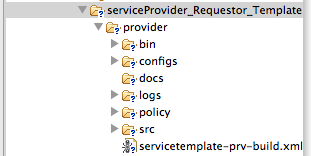 serviceProvider_Requestor_Template
provider
bin
configs
docs
logs
policy
src
servicetemplate-prv-build.xml